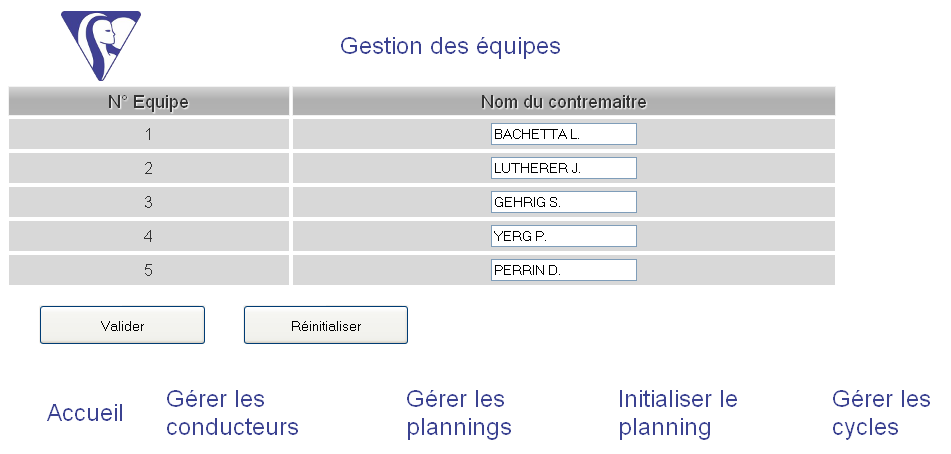 Gestion des équipes
N° Equipe Nom du contremaitre
1 BACHETTA L.
2 LUTHERER J.
3 GEHRIG S.
4 YERG P.
5 PERRIN D.
Valider Réinitialiser
Accueil
Gérer les
conducteurs
Gérer les
plannings
Initialiser le
planning
Gérer les
cycles